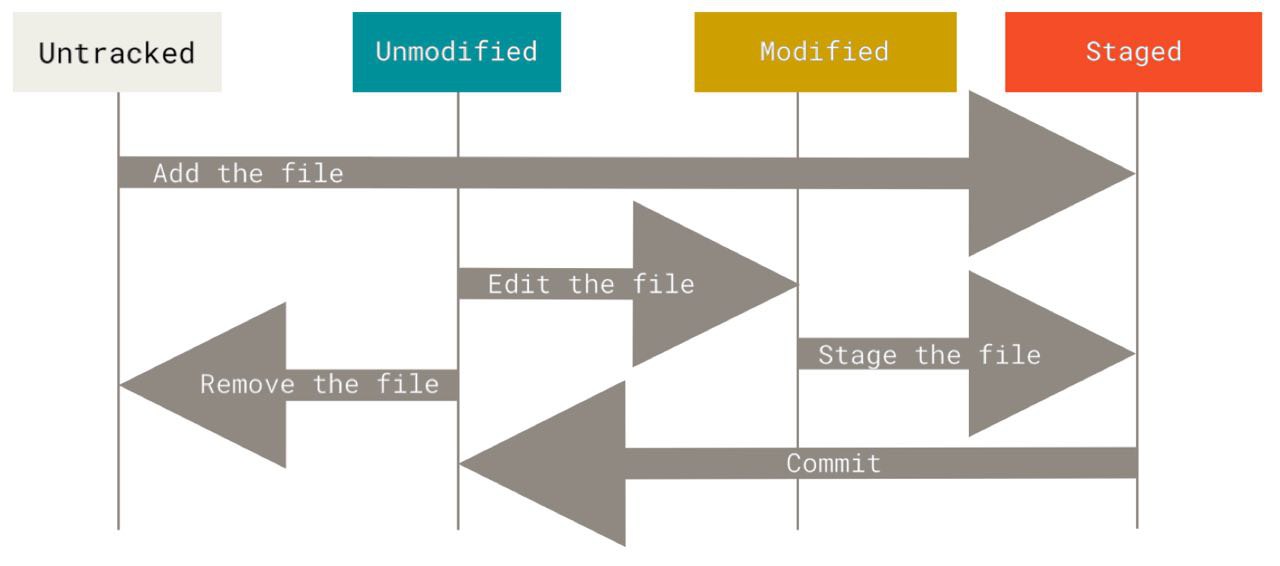 Untracked
Unmodified
Modified
Staged
Add the file
Edit the file
Stage the file
Remove the file
Commit